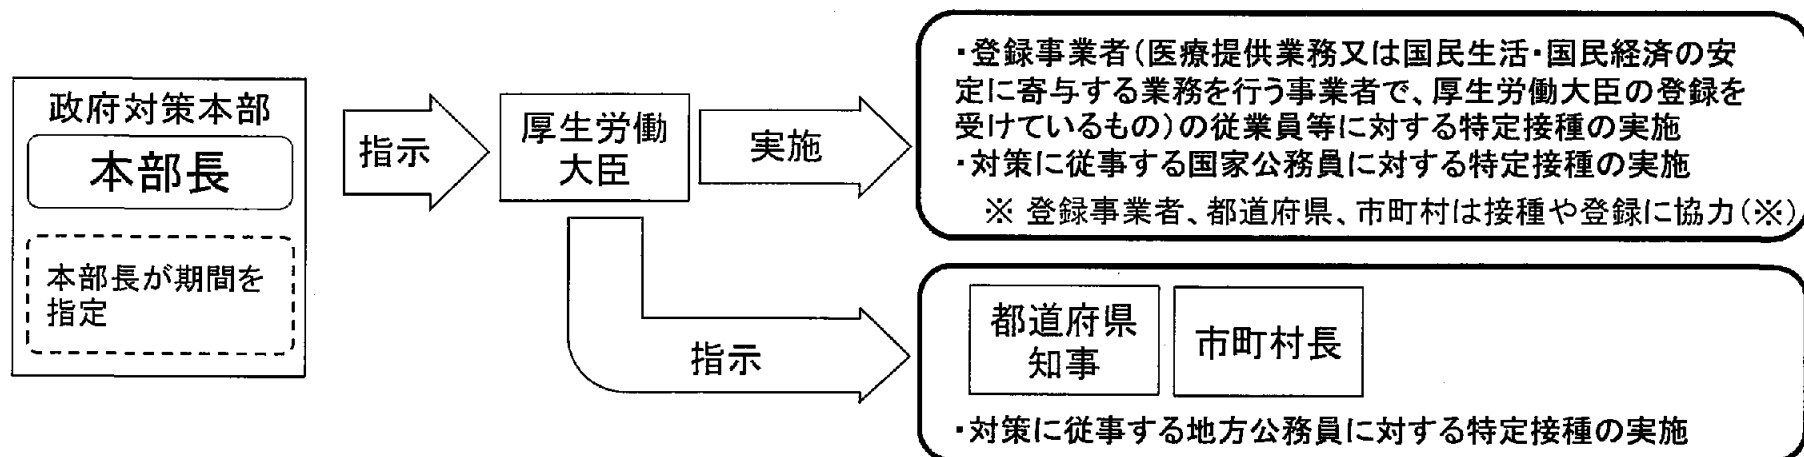 政府対策本部
本部長
本部長が期間を
指定
指示
厚生労働
大臣
実施
・登録事業者(医療提供業務又は国民生活・国民経済の安
定に寄与する業務を行う事業者で、厚生労働大臣の登録を
受けているもの)の従業員等に対する特定接種の実施
・対策に従事する国家公務員に対する特定接種の実施
※ 登録事業者、都道府県、市町村は接種や登録に協力(※)
指示
都道府県
知事
市町村長
・対策に従事する地方公務員に対する特定接種の実施